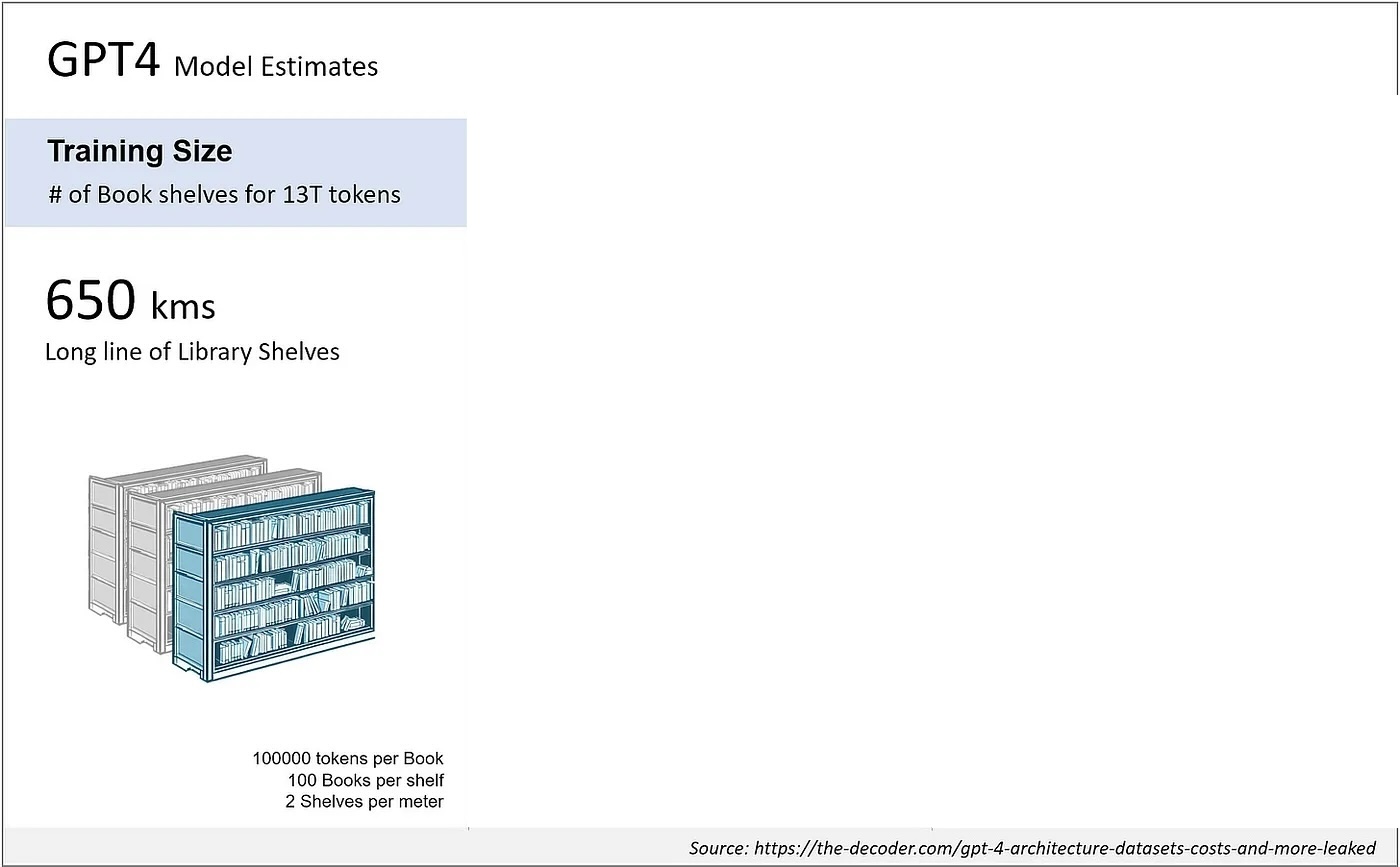 GPT4 Model Estimates
Training Size
# of Book shelves for 13T tokens
650 kms
Long line of Library Shelves
100000 tokens per Book
100 Books per shelf
2 Shelves per meter
Source: https://the-decoder.com/gpt-4-architecture-datasets-costs-and-more-leaked